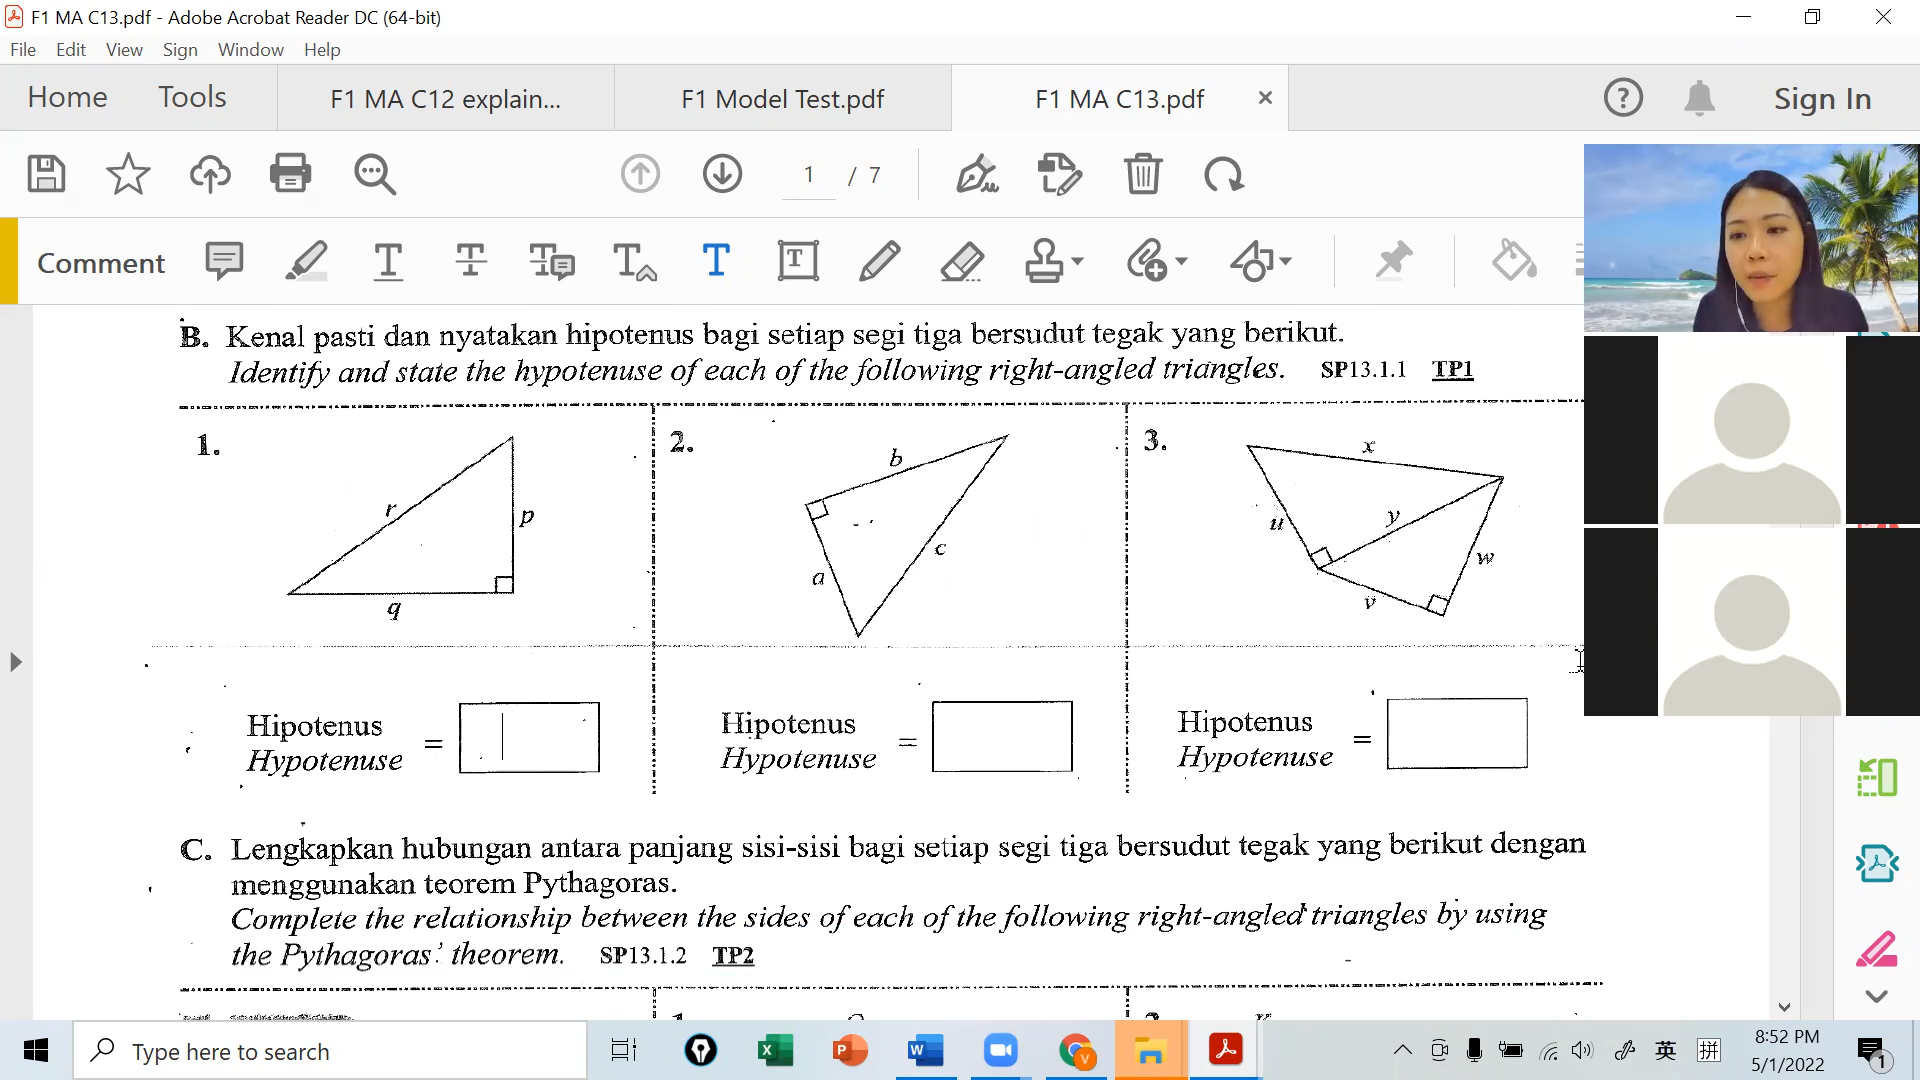 F1 MA C13.pdf - Adobe Acrobat Reader DC (64-bit)
File Edit View Sign Window Help
Home Tools F1 MA C12 explain... F1 Model Test.pdf F1 MA C13.pdf Sign In
1 / 7
Comment
B. Kenal pasti dan nyatakan hipotenus bagi setiap segi tiga bersudut tegak yang berikut.
Identify and state the hypotenuse of each of the following right-angled triangles. SP13.1.1 TP1
1.
r
p
q
2.
b
c
a
3.
x
y
u
w
v
Hipotenus
Hypotenuse
=
Hipotenus
Hypotenuse
=
Hipotenus
Hypotenuse
=
C. Lengkapkan hubungan antara panjang sisi-sisi bagi setiap segi tiga bersudut tegak yang berikut dengan
menggunakan teorem Pythagoras.
Complete the relationship between the sides of each of the following right-angled triangles by using
the Pythagoras' theorem. SP13.1.2 TP2
Type here to search
英 拼
8:52 PM
5/1/2022
1